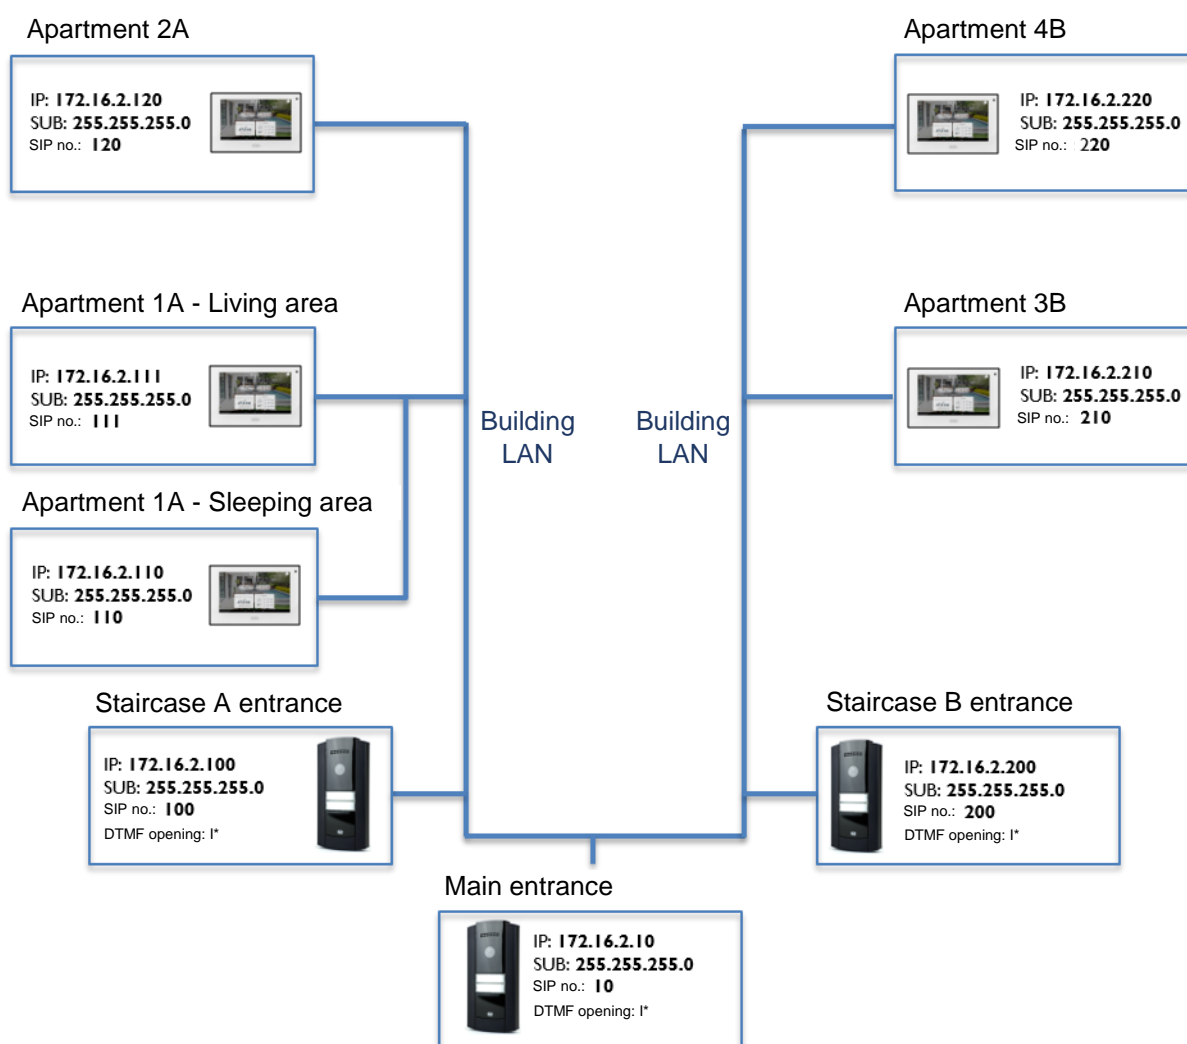 Apartment 2A
IP: 172.16.2.120
SUB: 255.255.255.0
SIP no.: 120
Apartment 4B
IP: 172.16.2.220
SUB: 255.255.255.0
SIP no.: 220
Apartment 1A - Living area
IP: 172.16.2.111
SUB: 255.255.255.0
SIP no.: 111
Apartment 3B
IP: 172.16.2.210
SUB: 255.255.255.0
SIP no.: 210
Building
LAN
Building
LAN
Apartment 1A - Sleeping area
IP: 172.16.2.110
SUB: 255.255.255.0
SIP no.: 110
Staircase A entrance
IP: 172.16.2.100
SUB: 255.255.255.0
SIP no.: 100
DTMF opening: I*
Staircase B entrance
IP: 172.16.2.200
SUB: 255.255.255.0
SIP no.: 200
DTMF opening: I*
Main entrance
IP: 172.16.2.10
SUB: 255.255.255.0
SIP no.: 10
DTMF opening: I*